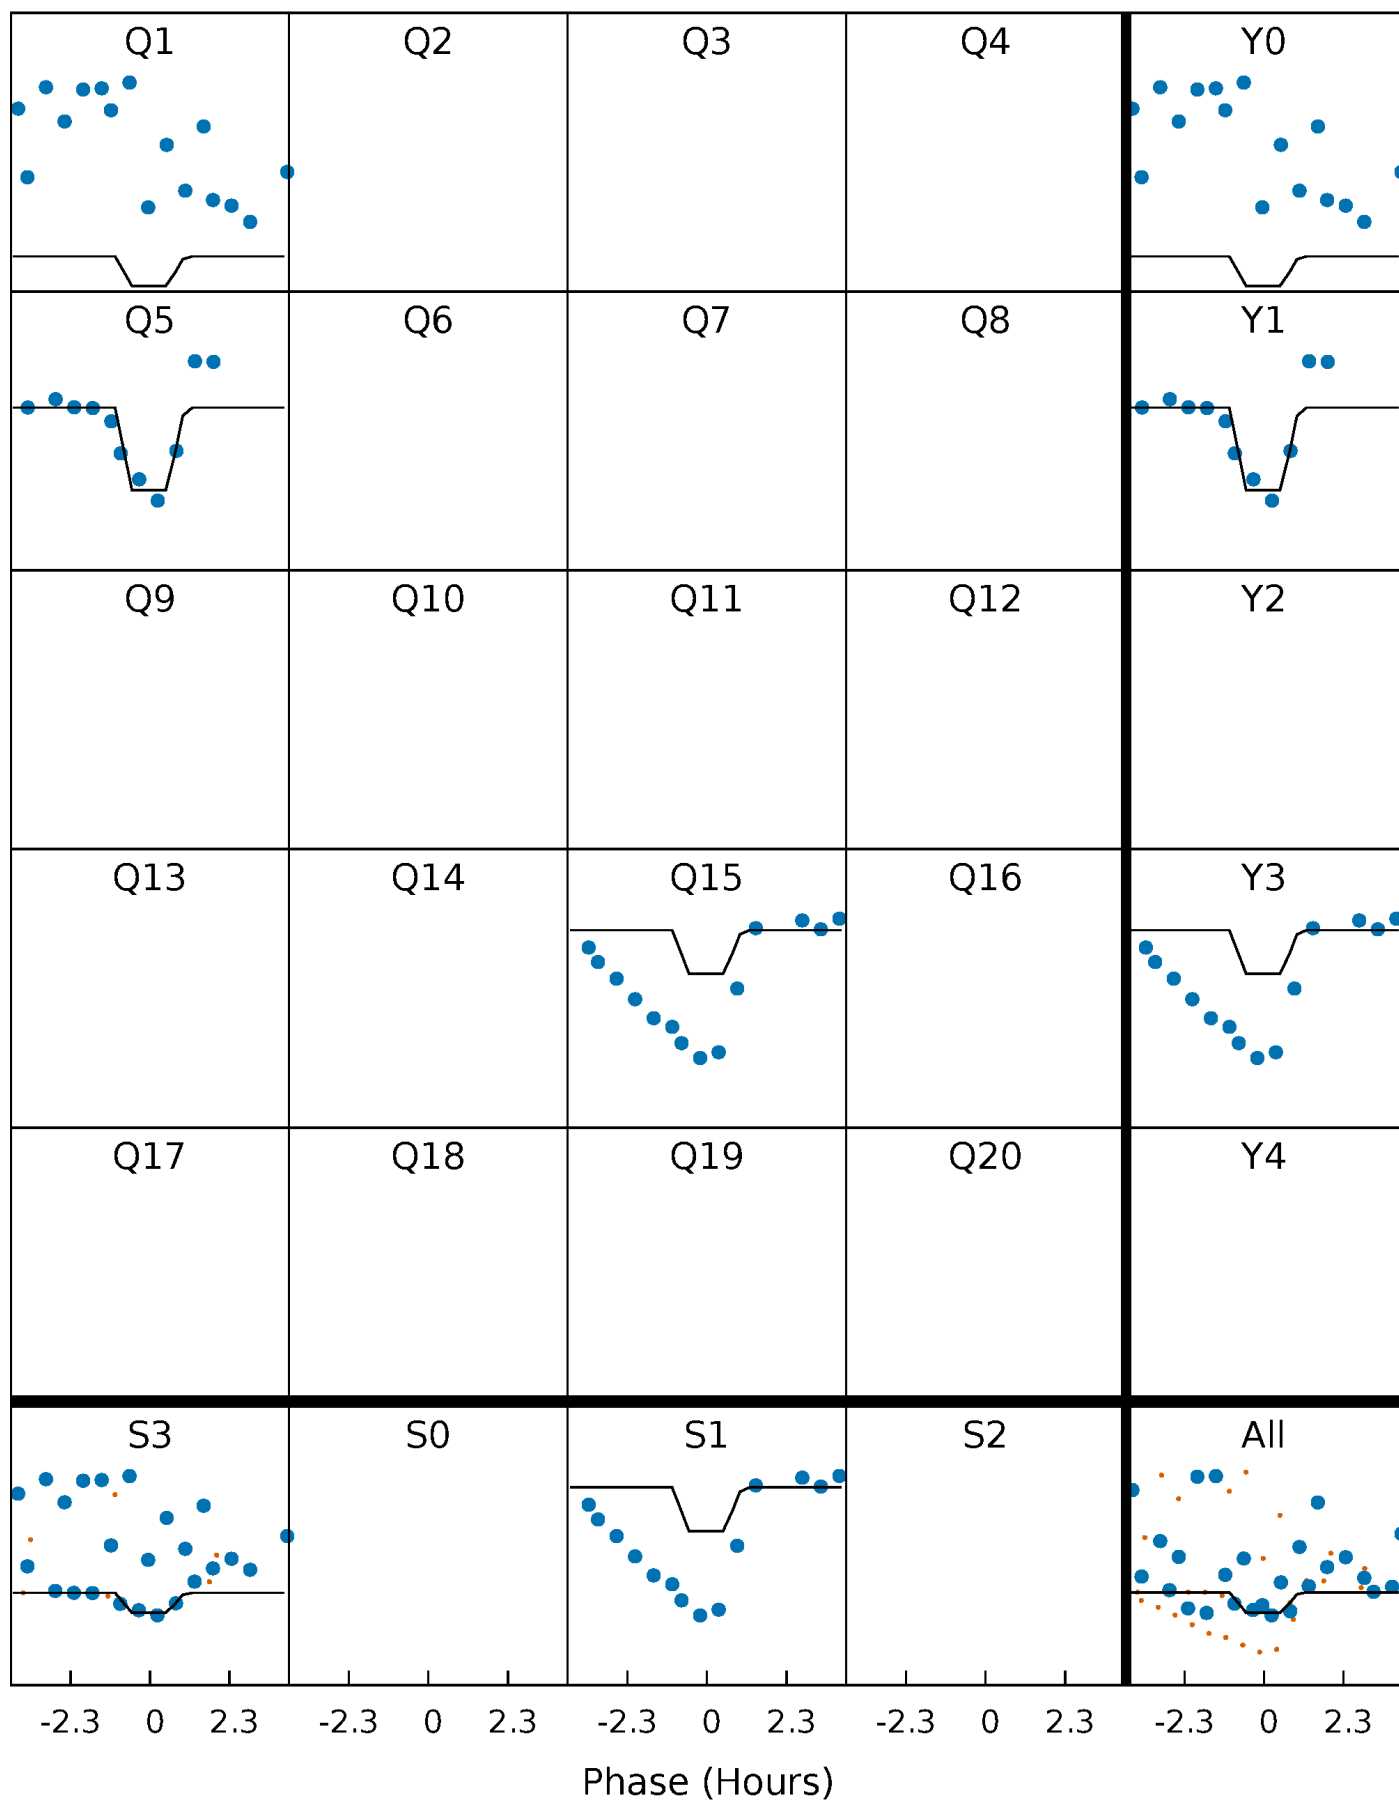 Q1 Q2 Q3 Q4 Y0
Q5 Q6 Q7 Q8 Y1
Q9 Q10 Q11 Q12 Y2
Q13 Q14 Q15 Q16 Y3
Q17 Q18 Q19 Q20 Y4
S3 S0 S1 S2 All
-2.3 0 2.3 -2.3 0 2.3 -2.3 0 2.3 -2.3 0 2.3 -2.3 0 2.3
Phase (Hours)